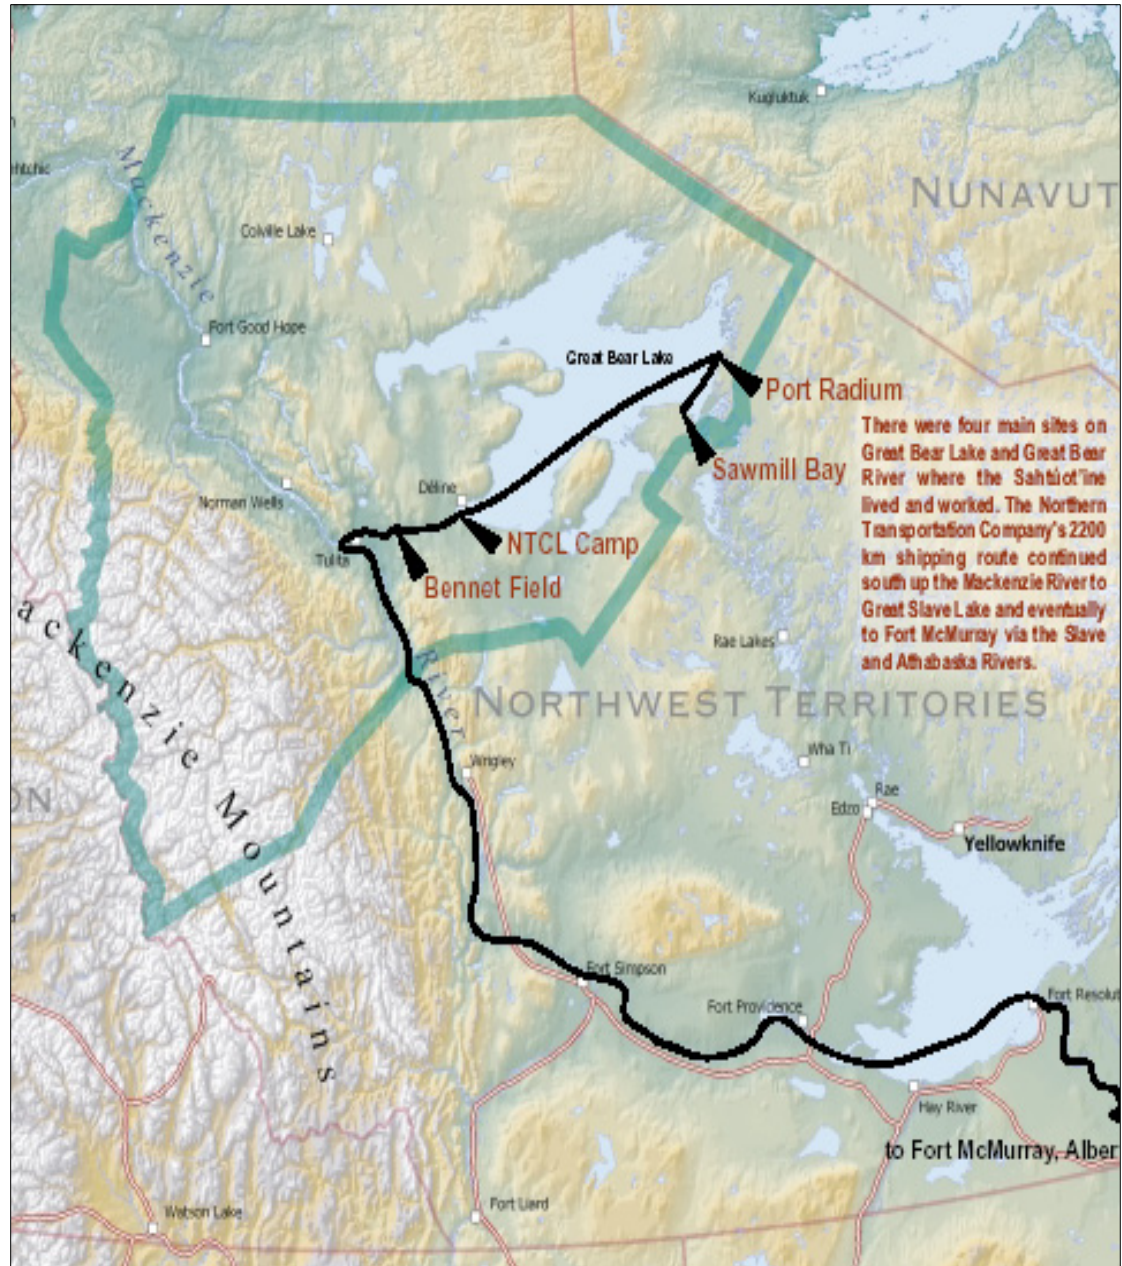 Kugluktuk
NUNAVUT
Mackenzie
Colville Lake
Fort Good Hope
Great Bear Lake
Port Radium
Sawmill Bay
There were four main sites on
Great Bear Lake and Great Bear
River where the Sahtúot'ine
lived and worked. The Northern
Transportation Company's 2200
km shipping route continued
south up the Mackenzie River to
Great Slave Lake and eventually
to Fort McMurray via the Slave
and Athabaska Rivers.
Norman Wells
Déline
Tulita
NTCL Camp
Bennet Field
Rae Lakes
River
NORTHWEST TERRITORIES
ackenzie Mountains
ON
Wrigley
Wha Ti
Rae
Edzo
Yellowknife
Fort Simpson
Fort Providence
Fort Resolut
Hay River
to Fort McMurray, Alber
Fort Liard
Watson Lake